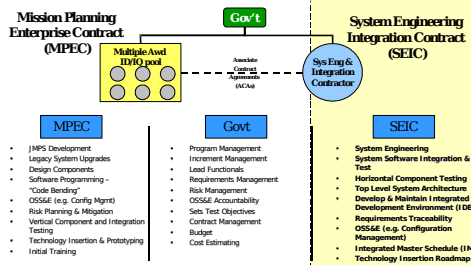 Mission Planning
Enterprise Contract
(MPEC)
Gov't
System Engineering
Integration Contract
(SEIC)
Multiple Awd
ID/IQ pool
Associate
Contract
Agreements
(ACAs)
Sys Eng &
Integration
Contractor
MPEC
• JMPS Development
• Legacy System Upgrades
• Design Components
• Software Programming –
"Code Bending"
• OSS&E (e.g. Config Mgmt)
• Risk Planning & Mitigation
• Vertical Component and Integration
Testing
• Technology Insertion & Prototyping
• Initial Training
Govt
• Program Management
• Increment Management
• Lead Functionals
• Requirements Management
• Risk Management
• OSS&E Accountability
• Sets Test Objectives
• Contract Management
• Budget
• Cost Estimating
SEIC
• System Engineering
• System Software Integration &
Test
• Horizontal Component Testing
• Top Level System Architecture
• Develop & Maintain Integrated
Development Environment (IDE
• Requirements Traceability
• OSS&E (e.g. Configuration
Management)
• Integrated Master Schedule (IM
• Technology Insertion Roadmap